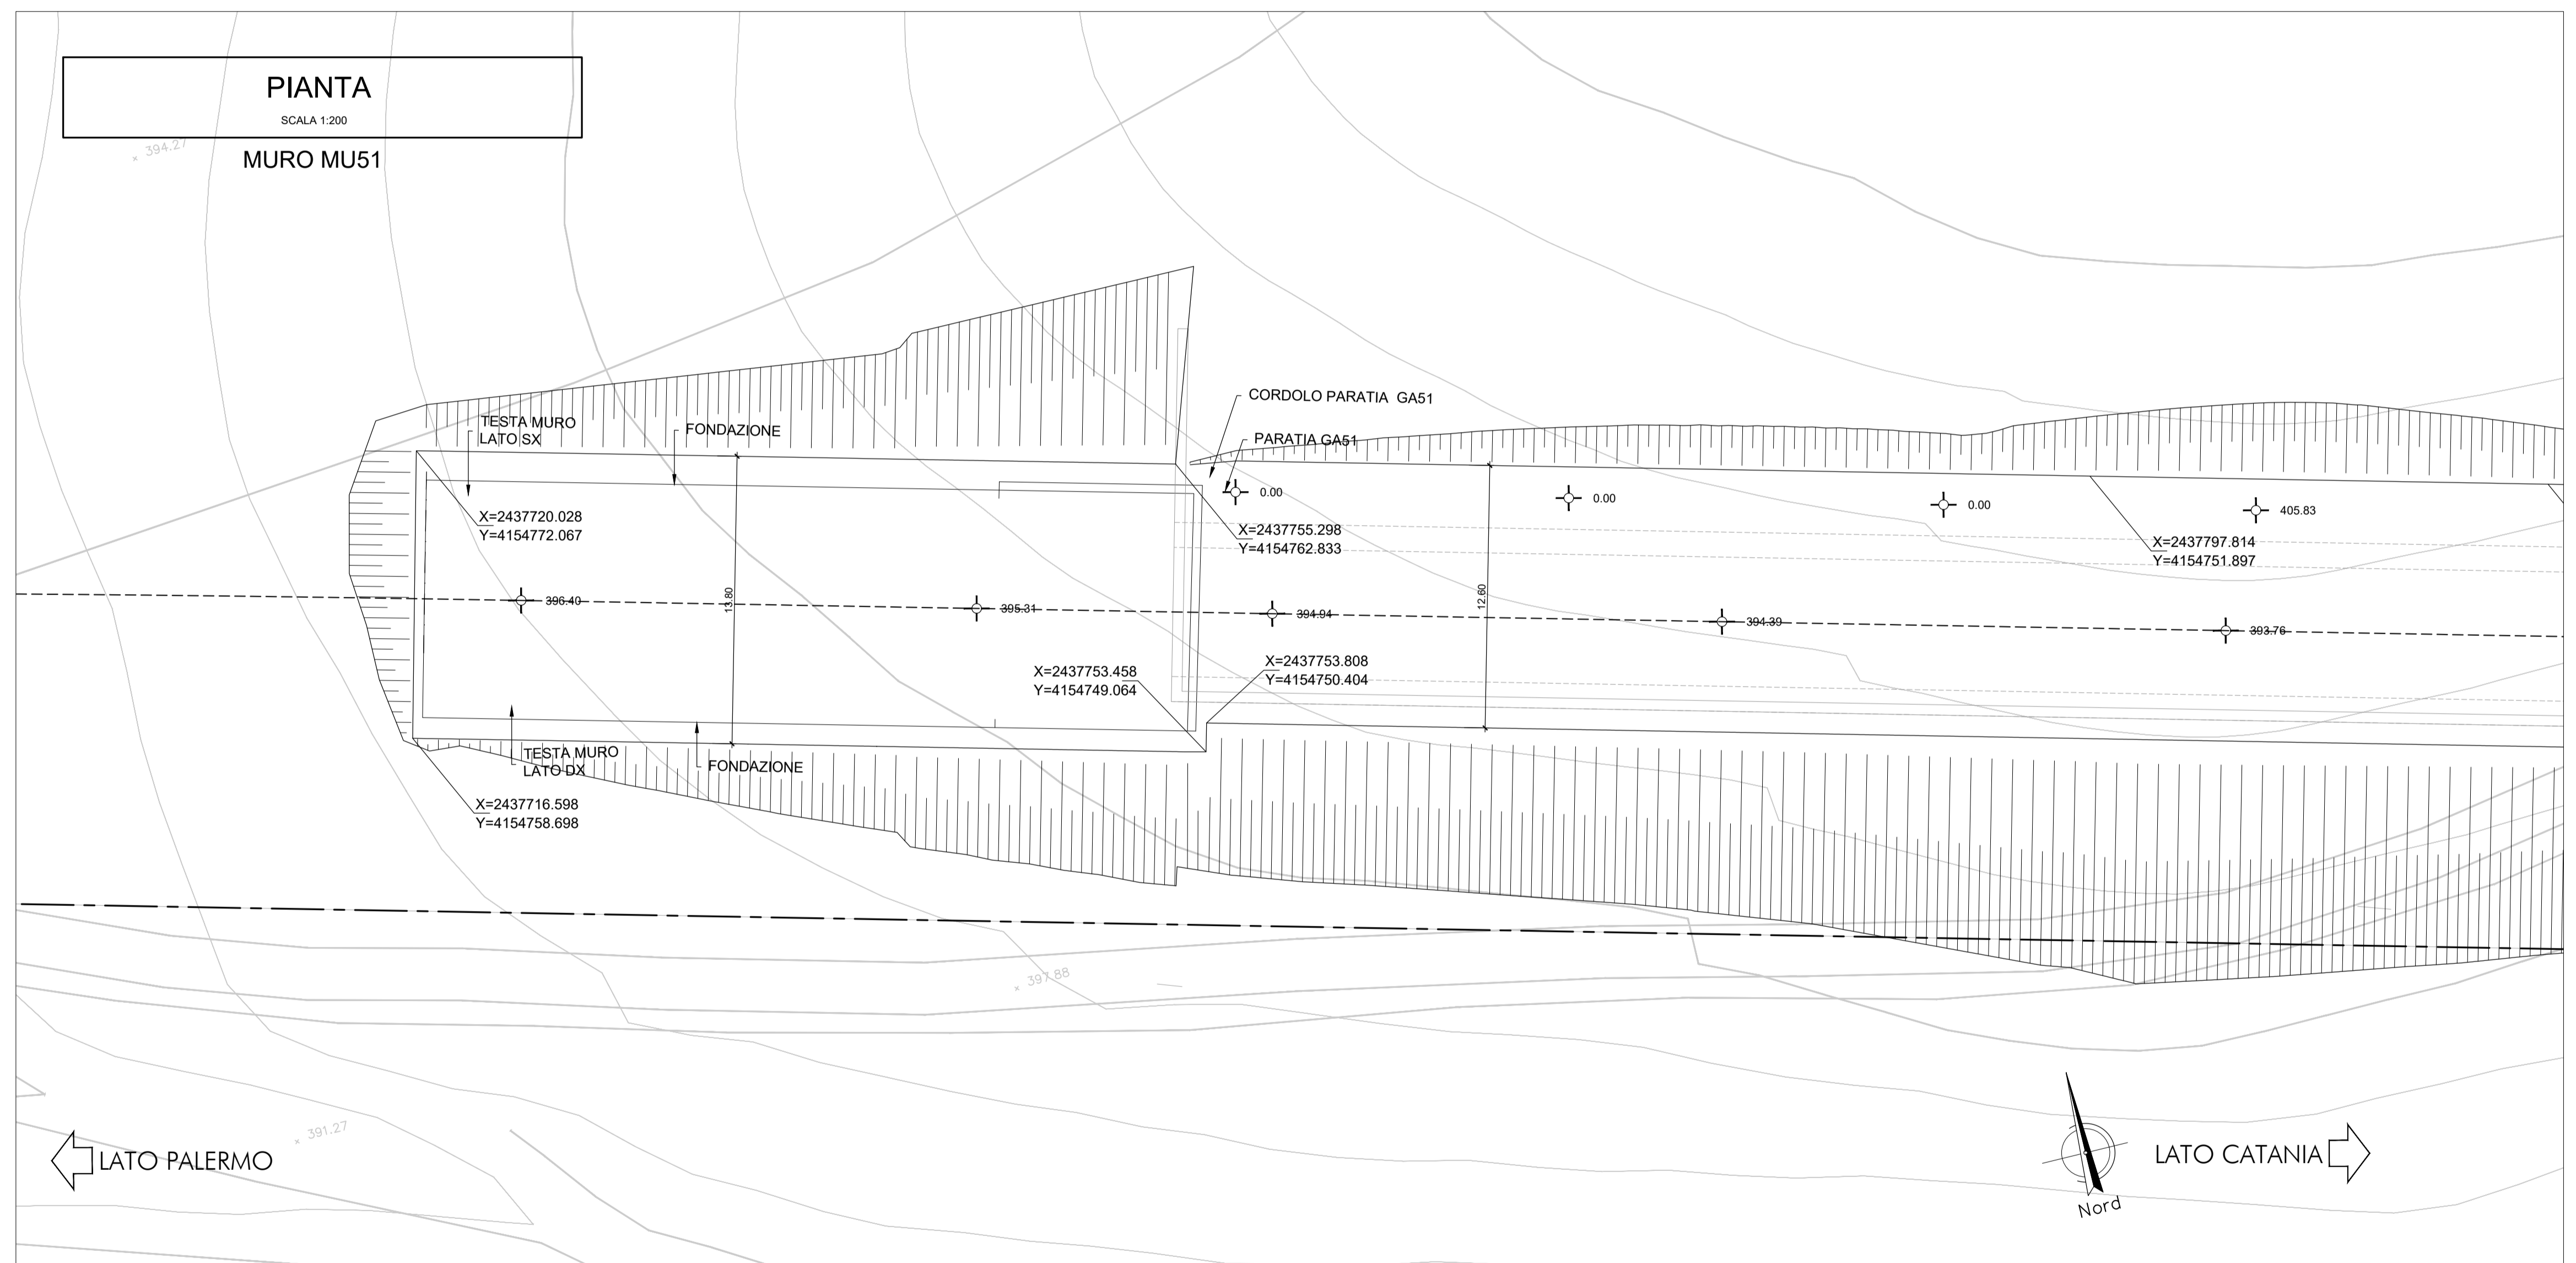 PIANTA
SCALA 1:200
394.27
MURO MU51
CORDOLO PARATIA GA51
TESTA MURO
LATO SX
FONDAZIONE
PARATIA GA51
0.00
0.00
0.00
405.83
X=2437720.028
Y=4154772.067
X=2437755.298
Y=4154762.833
X=2437797.814
Y=4154751.897
396.40
13.80
395.31
394.94
12.60
394.39
393.76
X=2437753.458
Y=4154749.064
X=2437753.808
Y=4154750.404
TESTA MURO
LATO DX
FONDAZIONE
X=2437716.598
Y=4154758.698
397.88
391.27
LATO PALERMO
LATO CATANIA
Nord